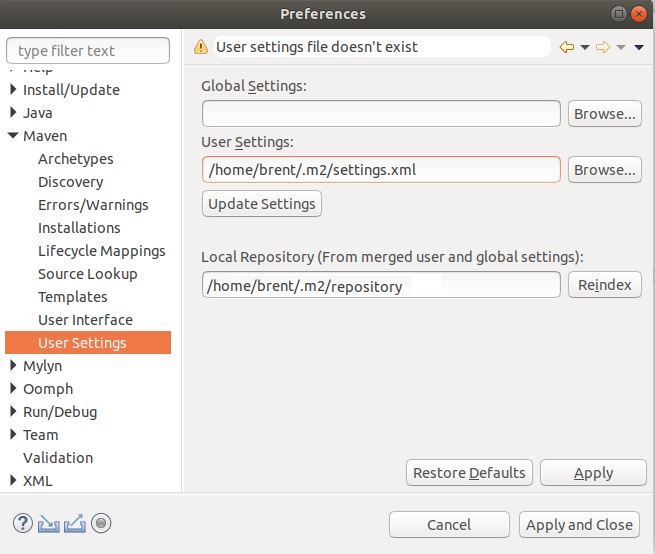 Preferences
type filter text
User settings file doesn't exist
Help
Install/Update
Java
Maven
Archetypes
Discovery
Errors/Warnings
Installations
Lifecycle Mappings
Source Lookup
Templates
User Interface
User Settings
Mylyn
Oomph
Run/Debug
Team
Validation
XML
Global Settings:
Browse...
User Settings:
/home/brent/.m2/settings.xml
Browse...
Update Settings
Local Repository (From merged user and global settings):
/home/brent/.m2/repository
Reindex
Restore Defaults
Apply
Cancel
Apply and Close